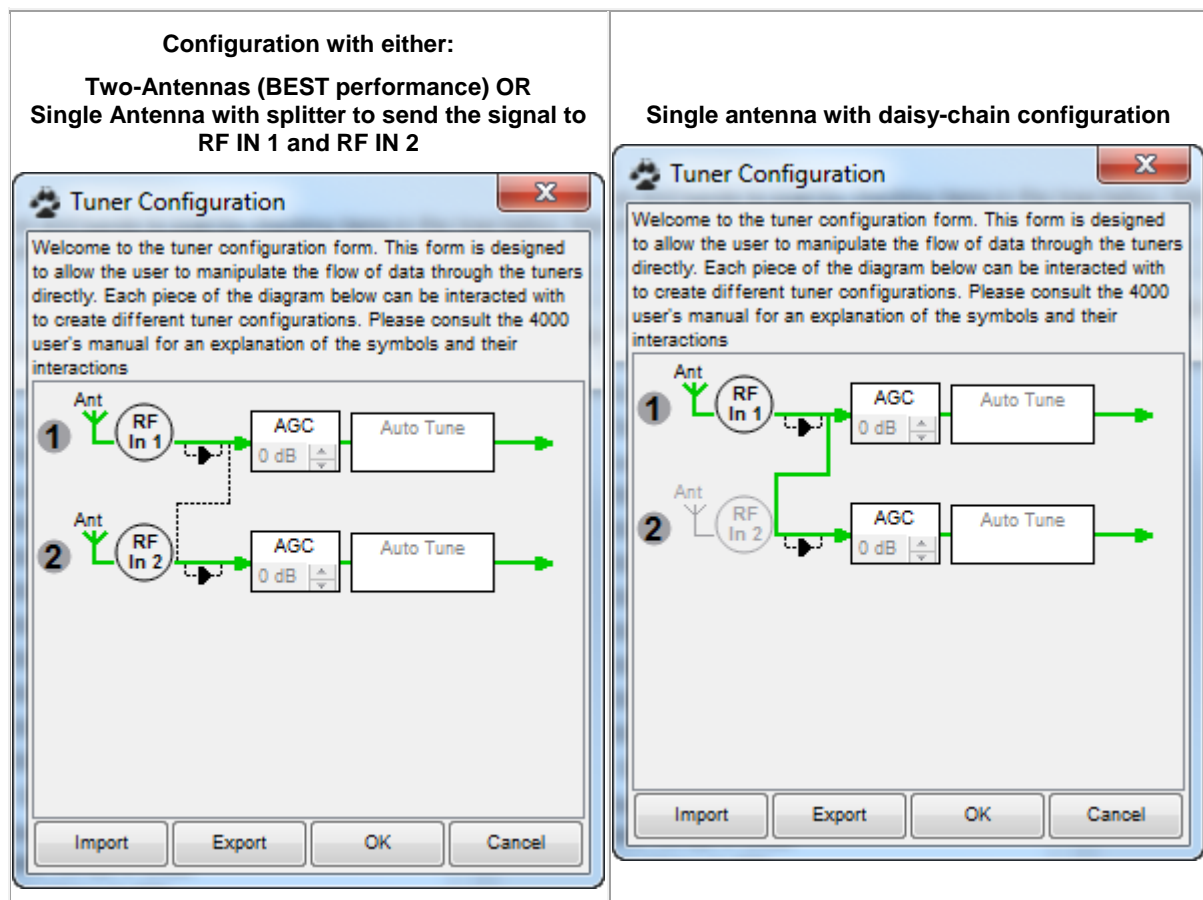 Configuration with either:
Two-Antennas (BEST performance) OR
Single Antenna with splitter to send the signal to
RF IN 1 and RF IN 2
Tuner Configuration
X
Welcome to the tuner configuration form. This form is designed
to allow the user to manipulate the flow of data through the tuners
directly. Each piece of the diagram below can be interacted with
to create different tuner configurations. Please consult the 4000
user's manual for an explanation of the symbols and their
interactions
1
Ant
RF
In 1
AGC
0 dB
Auto Tune
2
Ant
RF
In 2
AGC
0 dB
Auto Tune
Import
Export
OK
Cancel
Single antenna with daisy-chain configuration
Tuner Configuration
X
Welcome to the tuner configuration form. This form is designed
to allow the user to manipulate the flow of data through the tuners
directly. Each piece of the diagram below can be interacted with
to create different tuner configurations. Please consult the 4000
user's manual for an explanation of the symbols and their
interactions
1
Ant
RF
In 1
AGC
0 dB
Auto Tune
2
Ant
RF
In 2
AGC
0 dB
Auto Tune
Import
Export
OK
Cancel